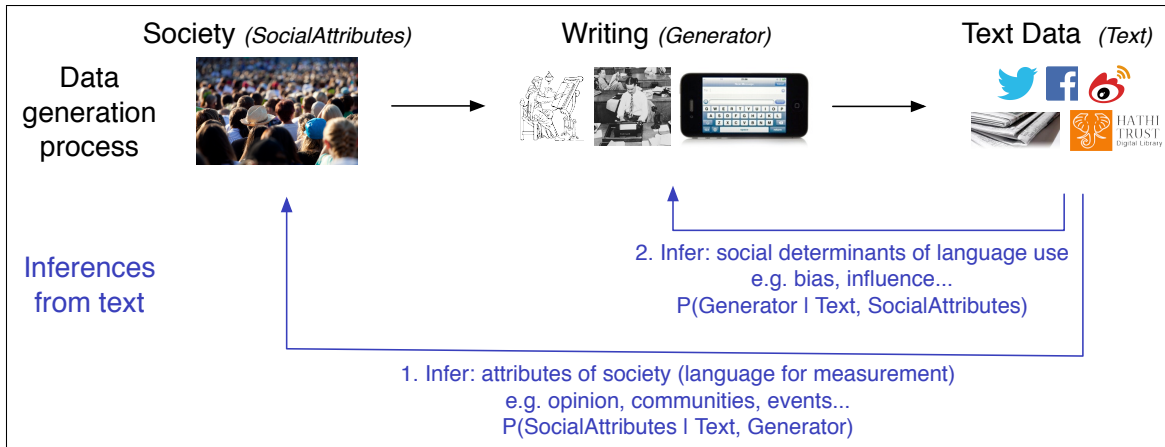 Society (SocialAttributes)
Writing (Generator)
Text Data (Text)
Data
generation
process
HATHI
TRUST
Digital Library
2. Infer: social determinants of language use
e.g. bias, influence...
P(Generator | Text, SocialAttributes)
Inferences
from text
1. Infer: attributes of society (language for measurement)
e.g. opinion, communities, events...
P(SocialAttributes | Text, Generator)